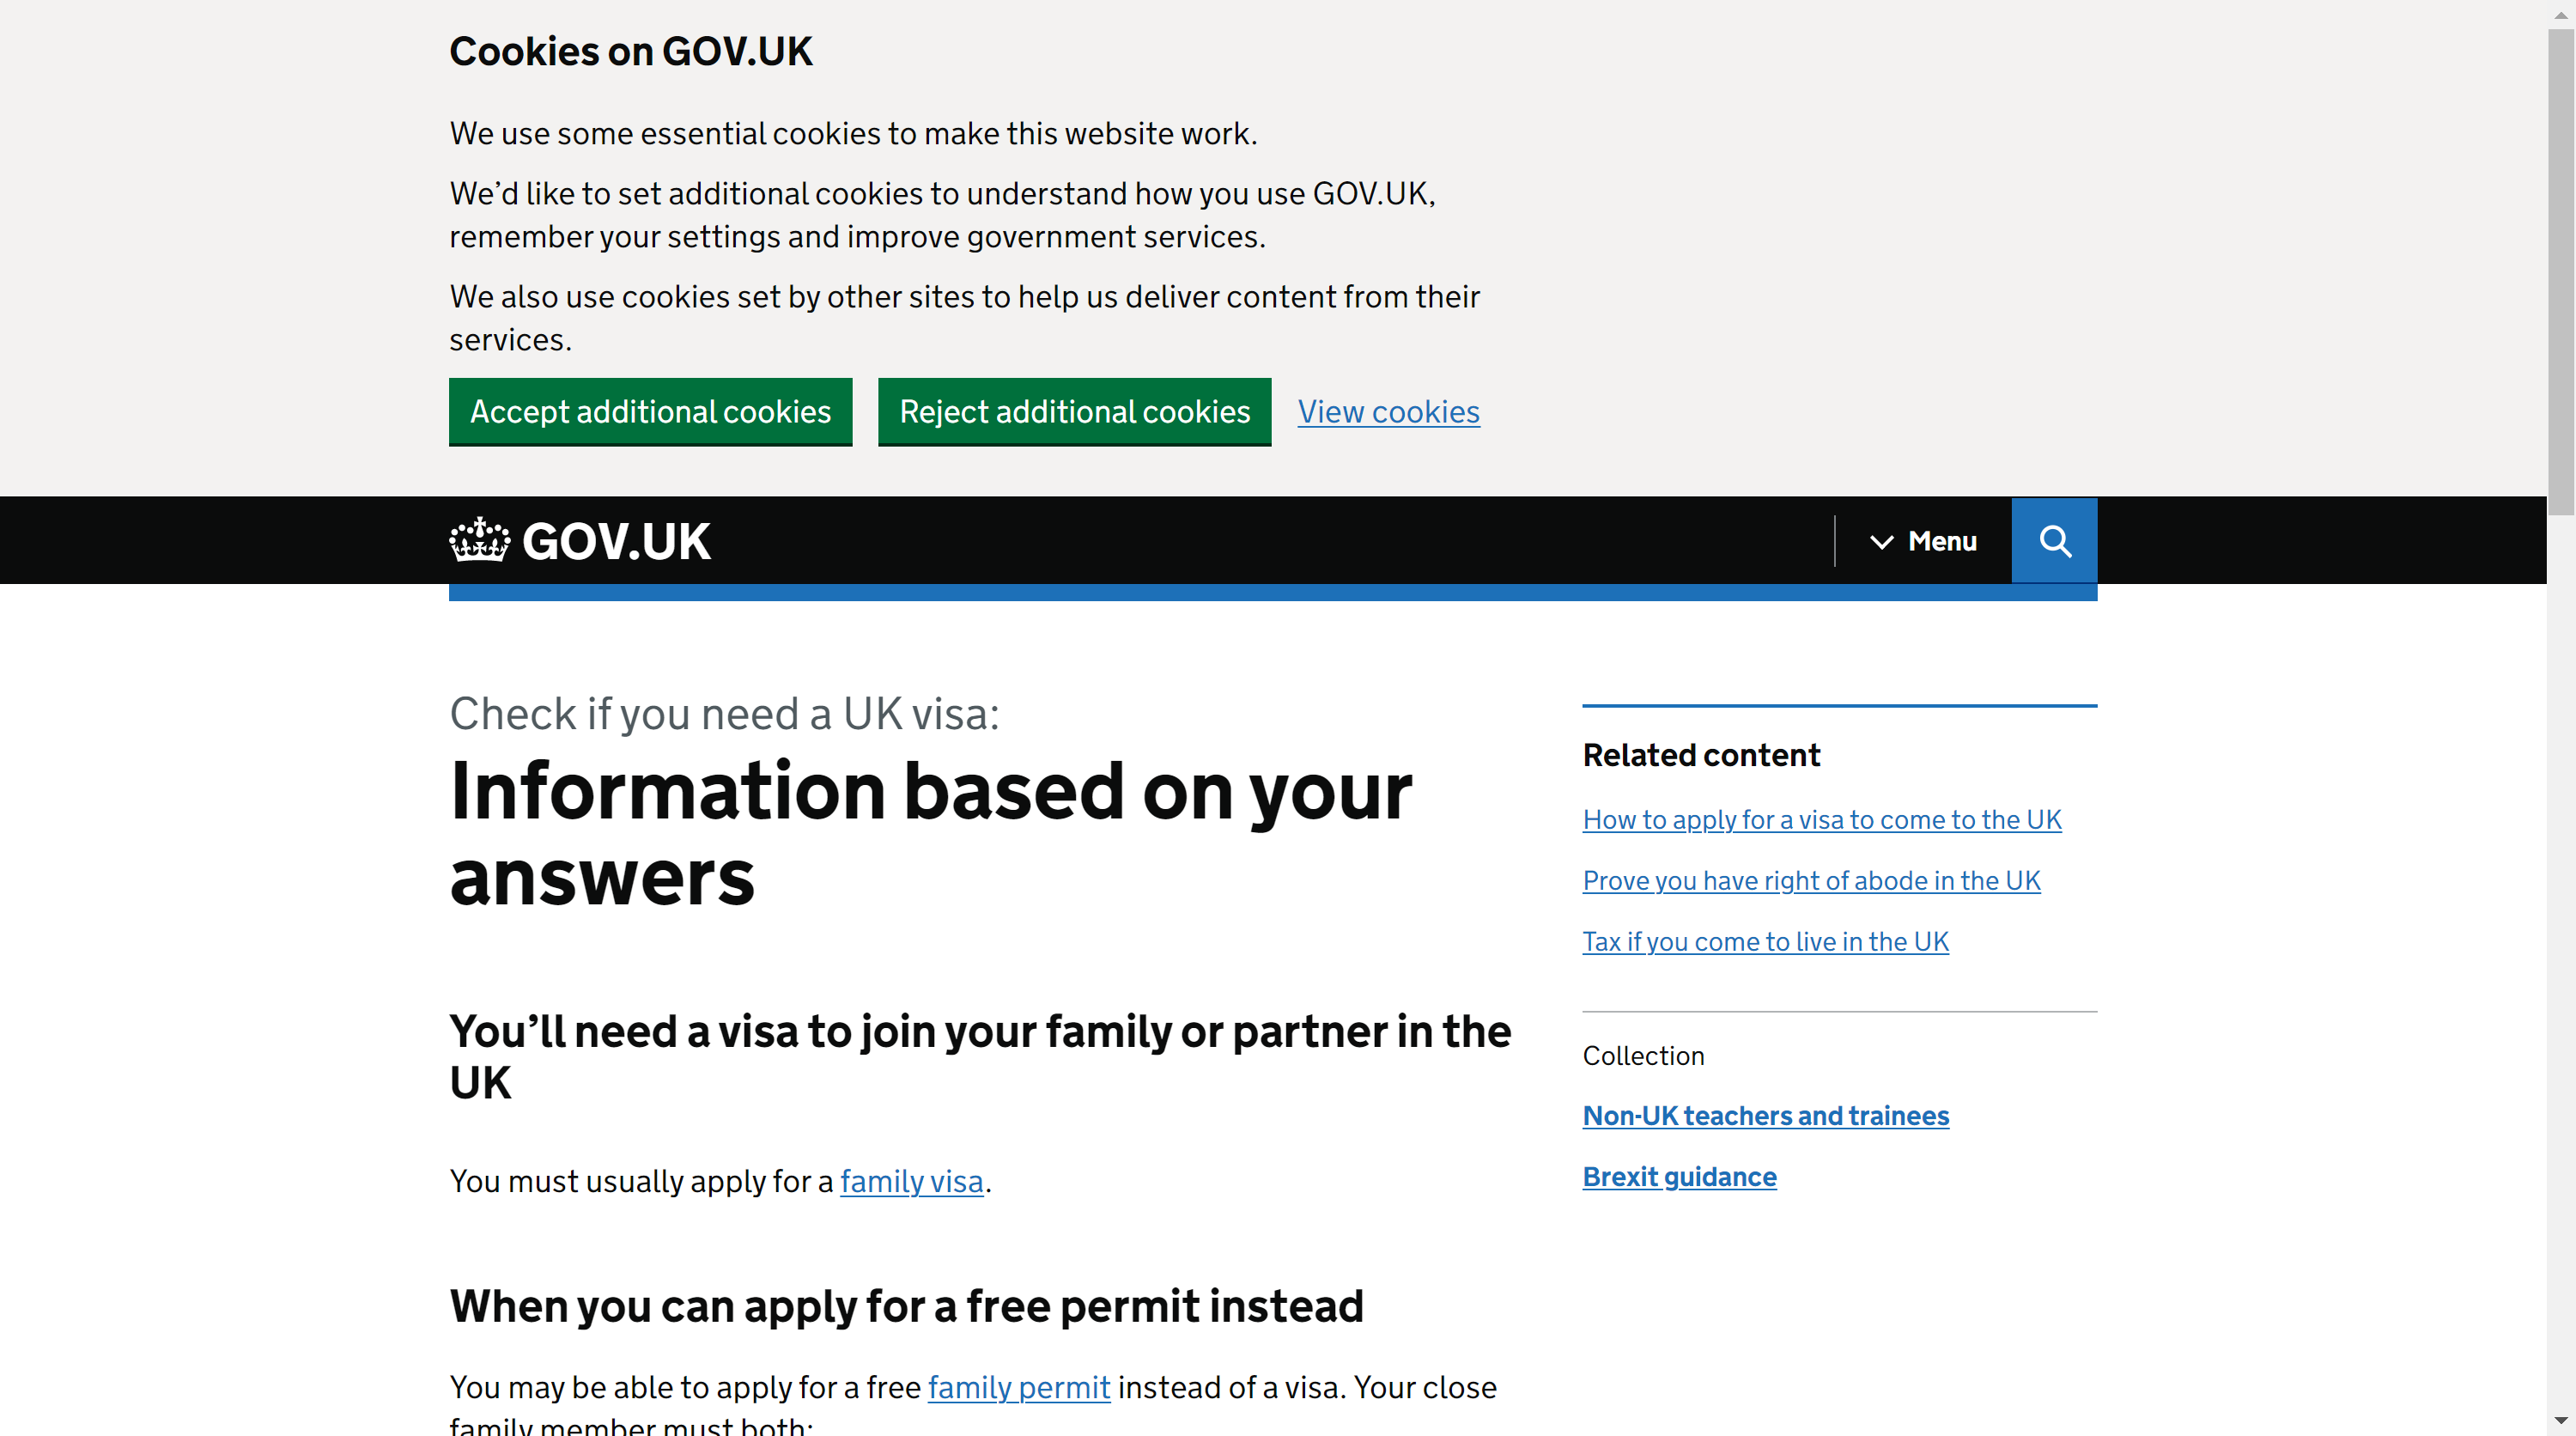 Cookies on GOV.UK
We use some essential cookies to make this website work.
We’d like to set additional cookies to understand how you use GOV.UK,
remember your settings and improve government services.
We also use cookies set by other sites to help us deliver content from their
services.
Accept additional cookies
Reject additional cookies
View cookies
GOV.UK
Menu
Check if you need a UK visa:
Information based on your
answers
You’ll need a visa to join your family or partner in the
UK
You must usually apply for a family visa.
When you can apply for a free permit instead
You may be able to apply for a free family permit instead of a visa. Your close
family member must both:
Related content
How to apply for a visa to come to the UK
Prove you have right of abode in the UK
Tax if you come to live in the UK
Collection
Non-UK teachers and trainees
Brexit guidance